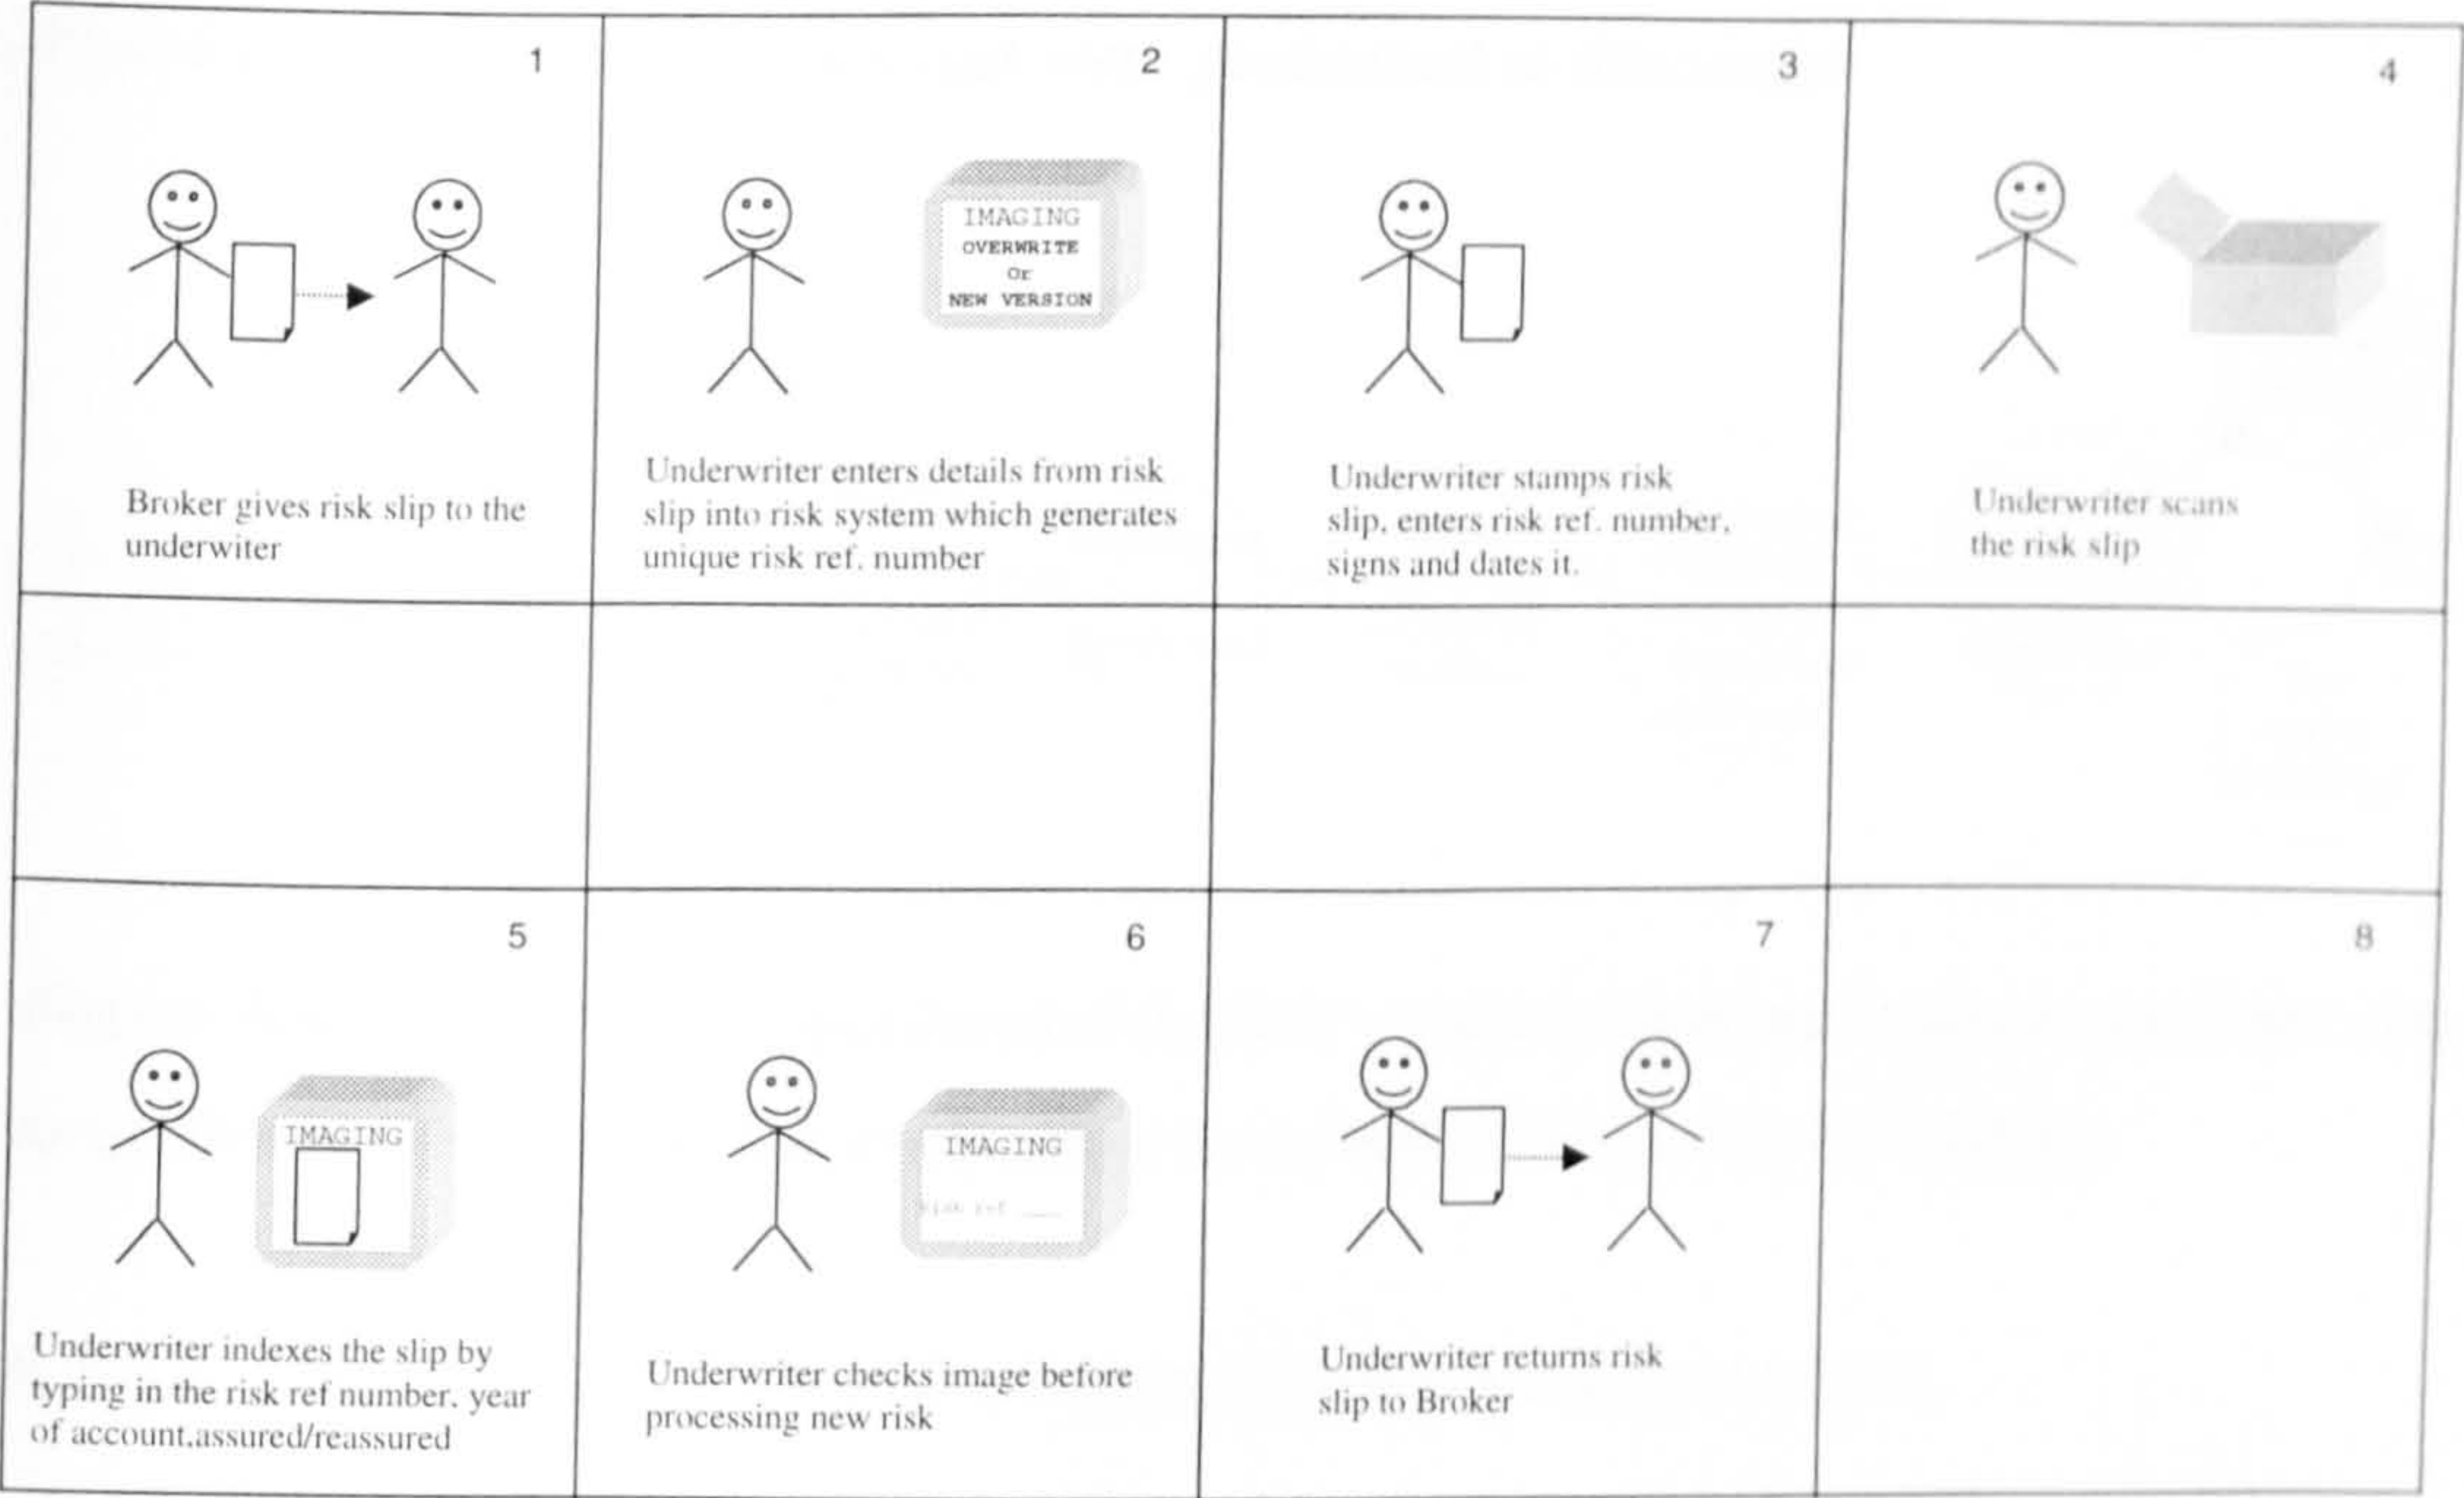 1
Broker gives risk slip to the
underwiter
2
IMAGING
OVERWRITE
Or
NEW VERSION
Underwriter enters details from risk
slip into risk system which generates
unique risk ref. number
3
Underwriter stamps risk
slip, enters risk ref. number,
signs and dates it.
4
Underwriter scans
the risk slip
5
IMAGING
Underwriter indexes the slip by
typing in the risk ref number, year
of account,assured/reassured
6
IMAGING
Risk ref ____
Underwriter checks image before
processing new risk
7
Underwriter returns risk
slip to Broker
8